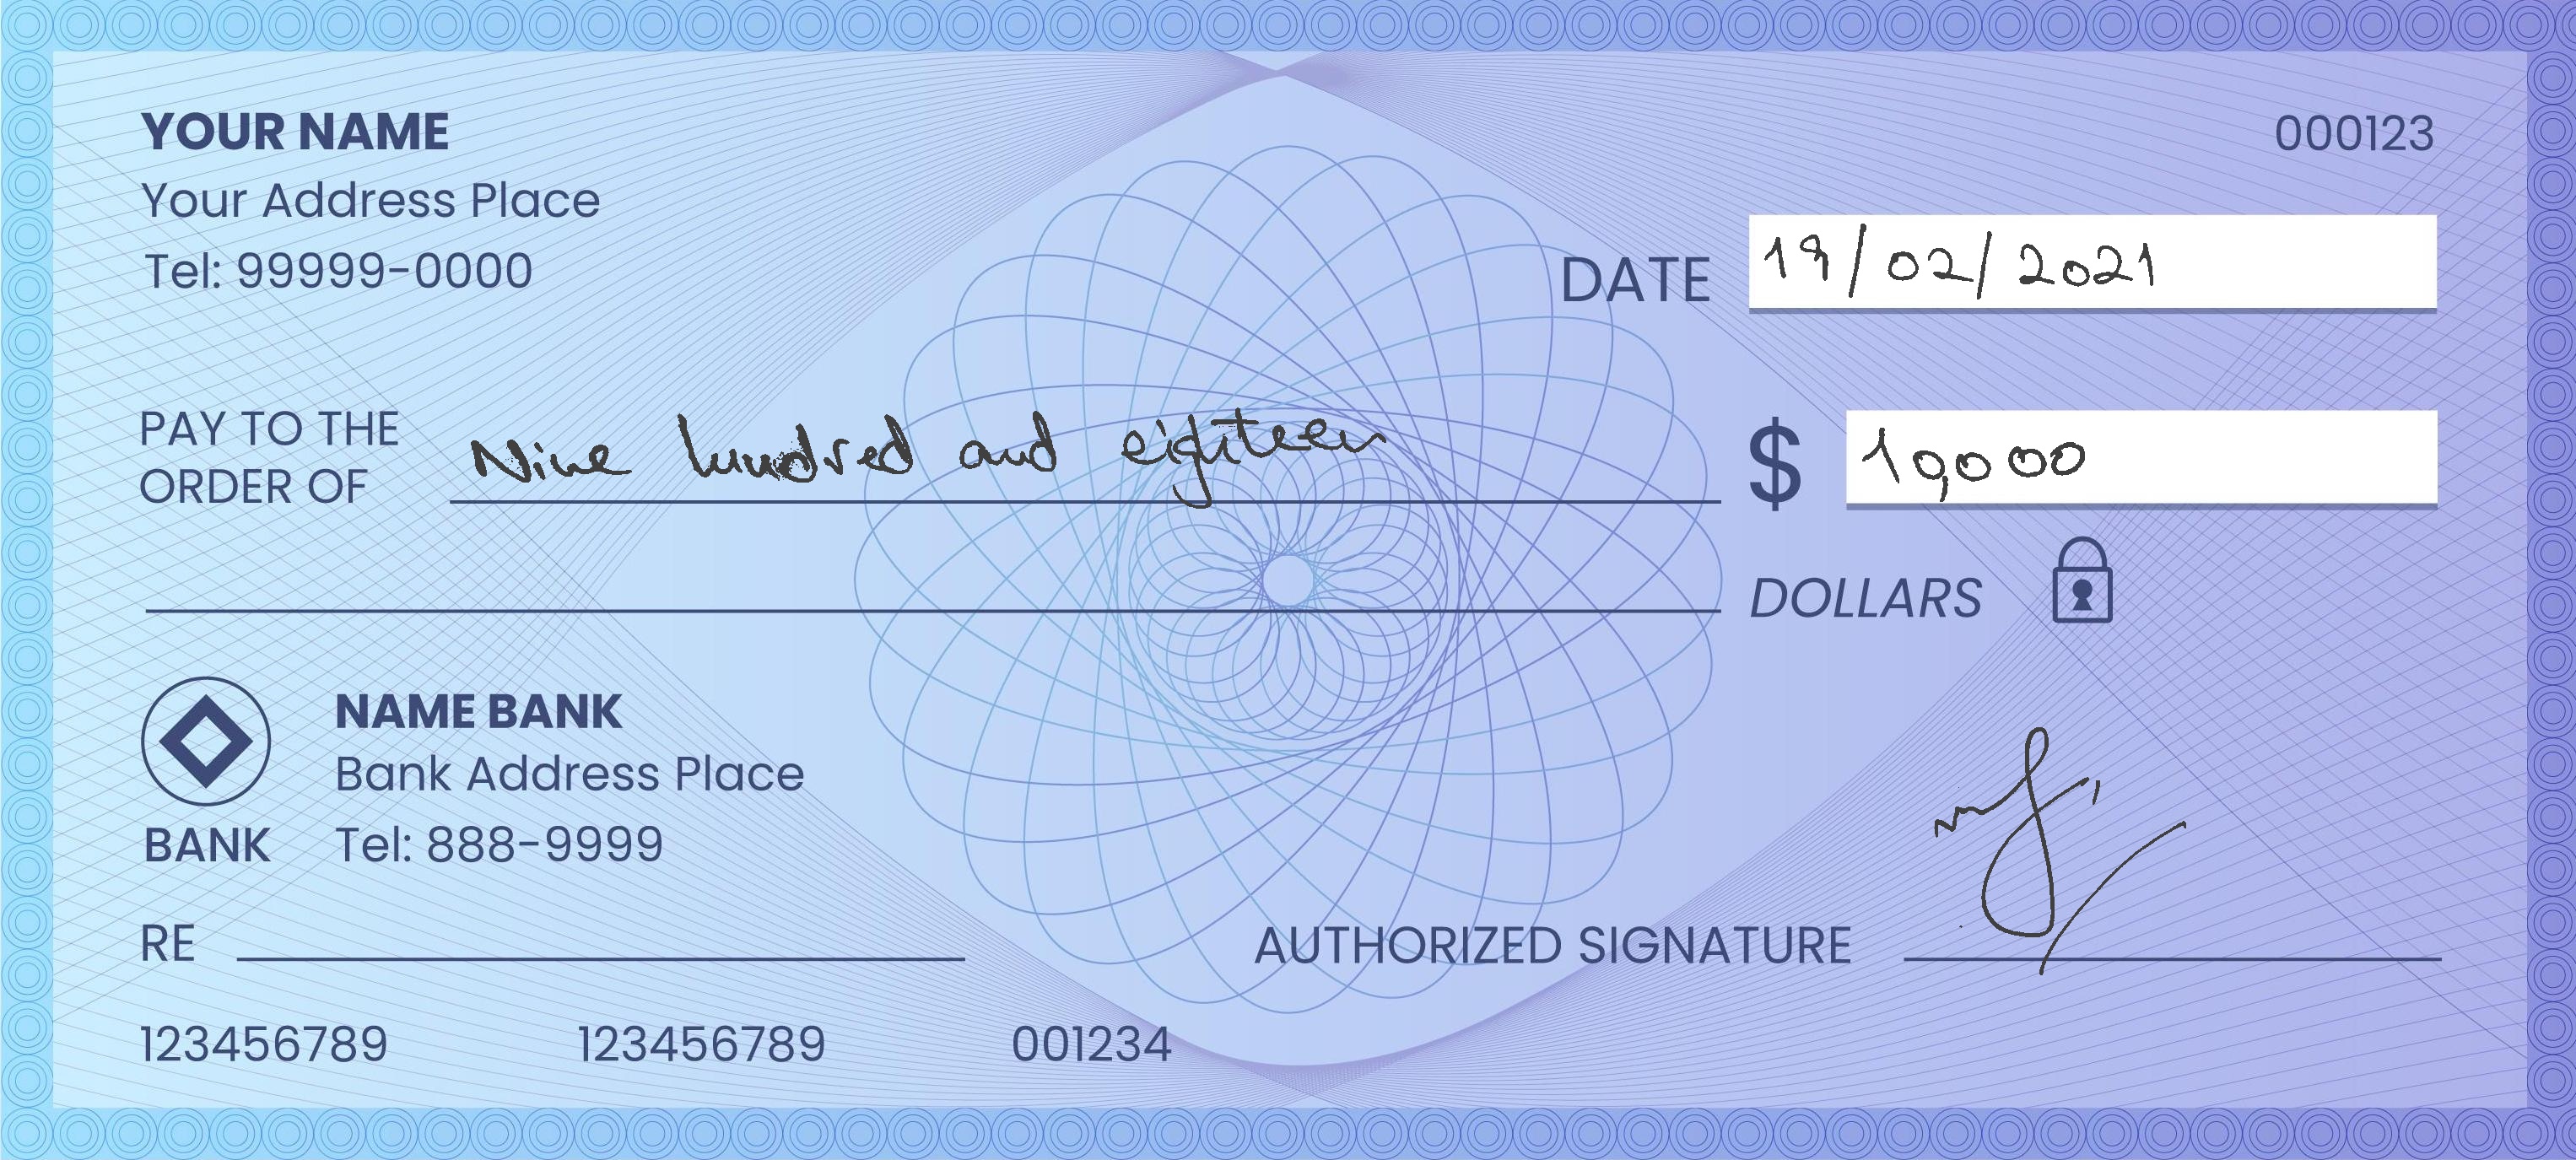 YOUR NAME
000123
Your Address Place
Tel: 99999-0000
DATE 19/02/2021
PAY TO THE
ORDER OF Nine hundred and eighteen $ 10,000
DOLLARS
NAME BANK
Bank Address Place
BANK Tel: 888-9999
RE
AUTHORIZED SIGNATURE
123456789 123456789 001234